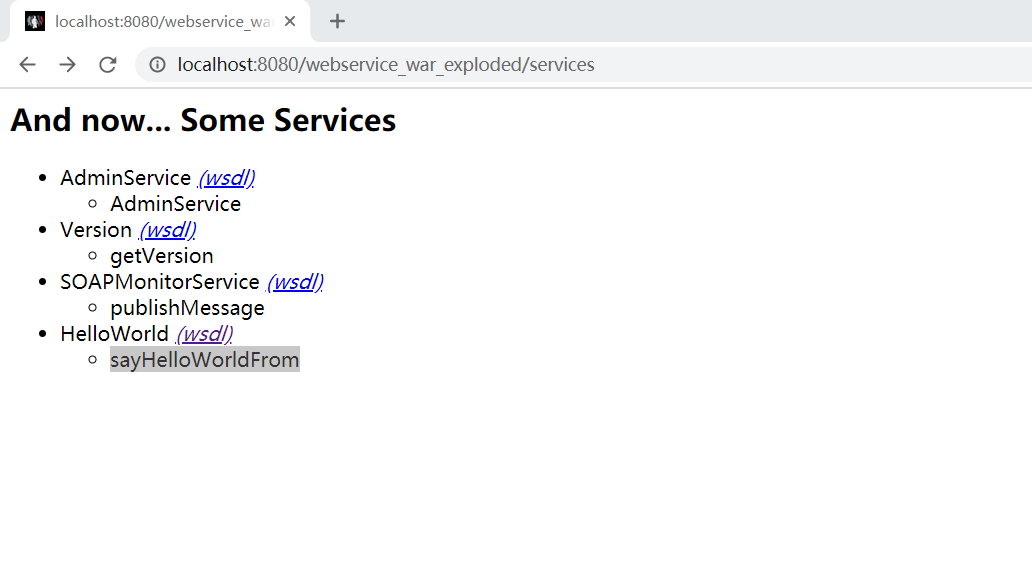 localhost:8080/webservice_wa
localhost:8080/webservice_war_exploded/services
And now... Some Services
AdminService (wsdl)
AdminService
Version (wsdl)
getVersion
SOAPMonitorService (wsdl)
publishMessage
HelloWorld (wsdl)
sayHelloWorldFrom